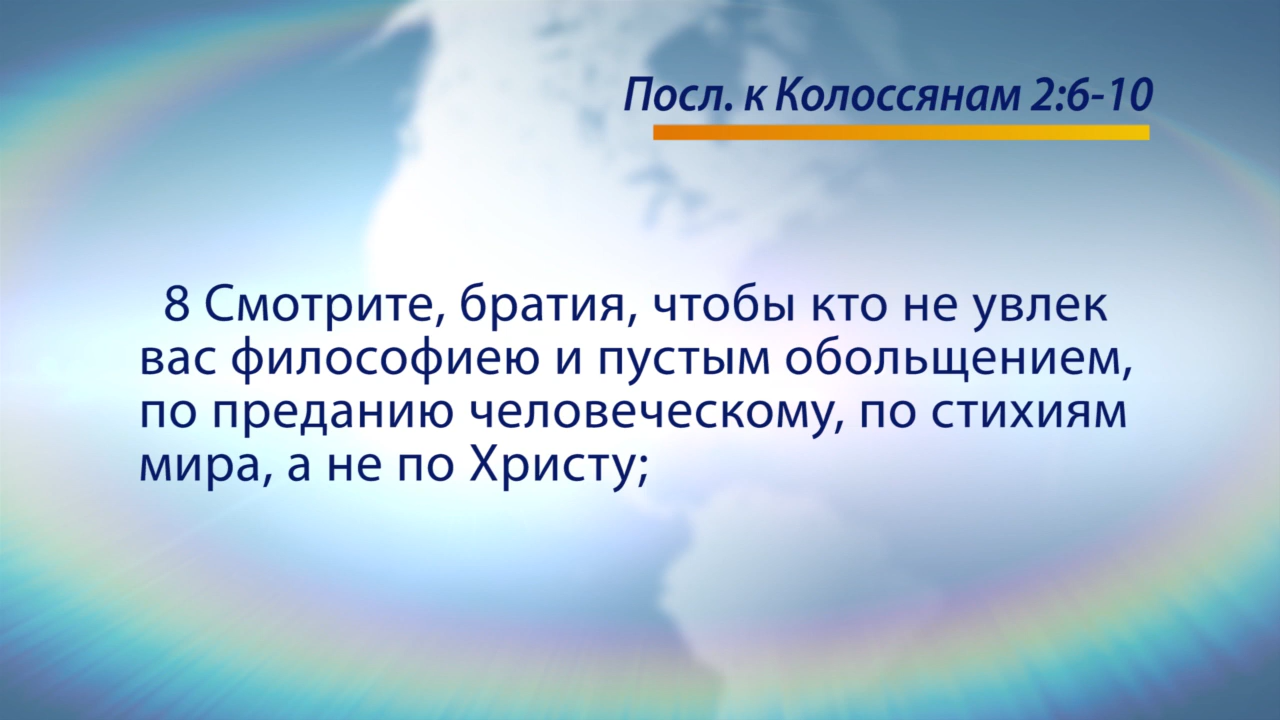 Посл. к Колоссянам 2:6-10
8 Смотрите, братия, чтобы кто не увлек
вас философиею и пустым обольщением,
по преданию человеческому, по стихиям
мира, а не по Христу;